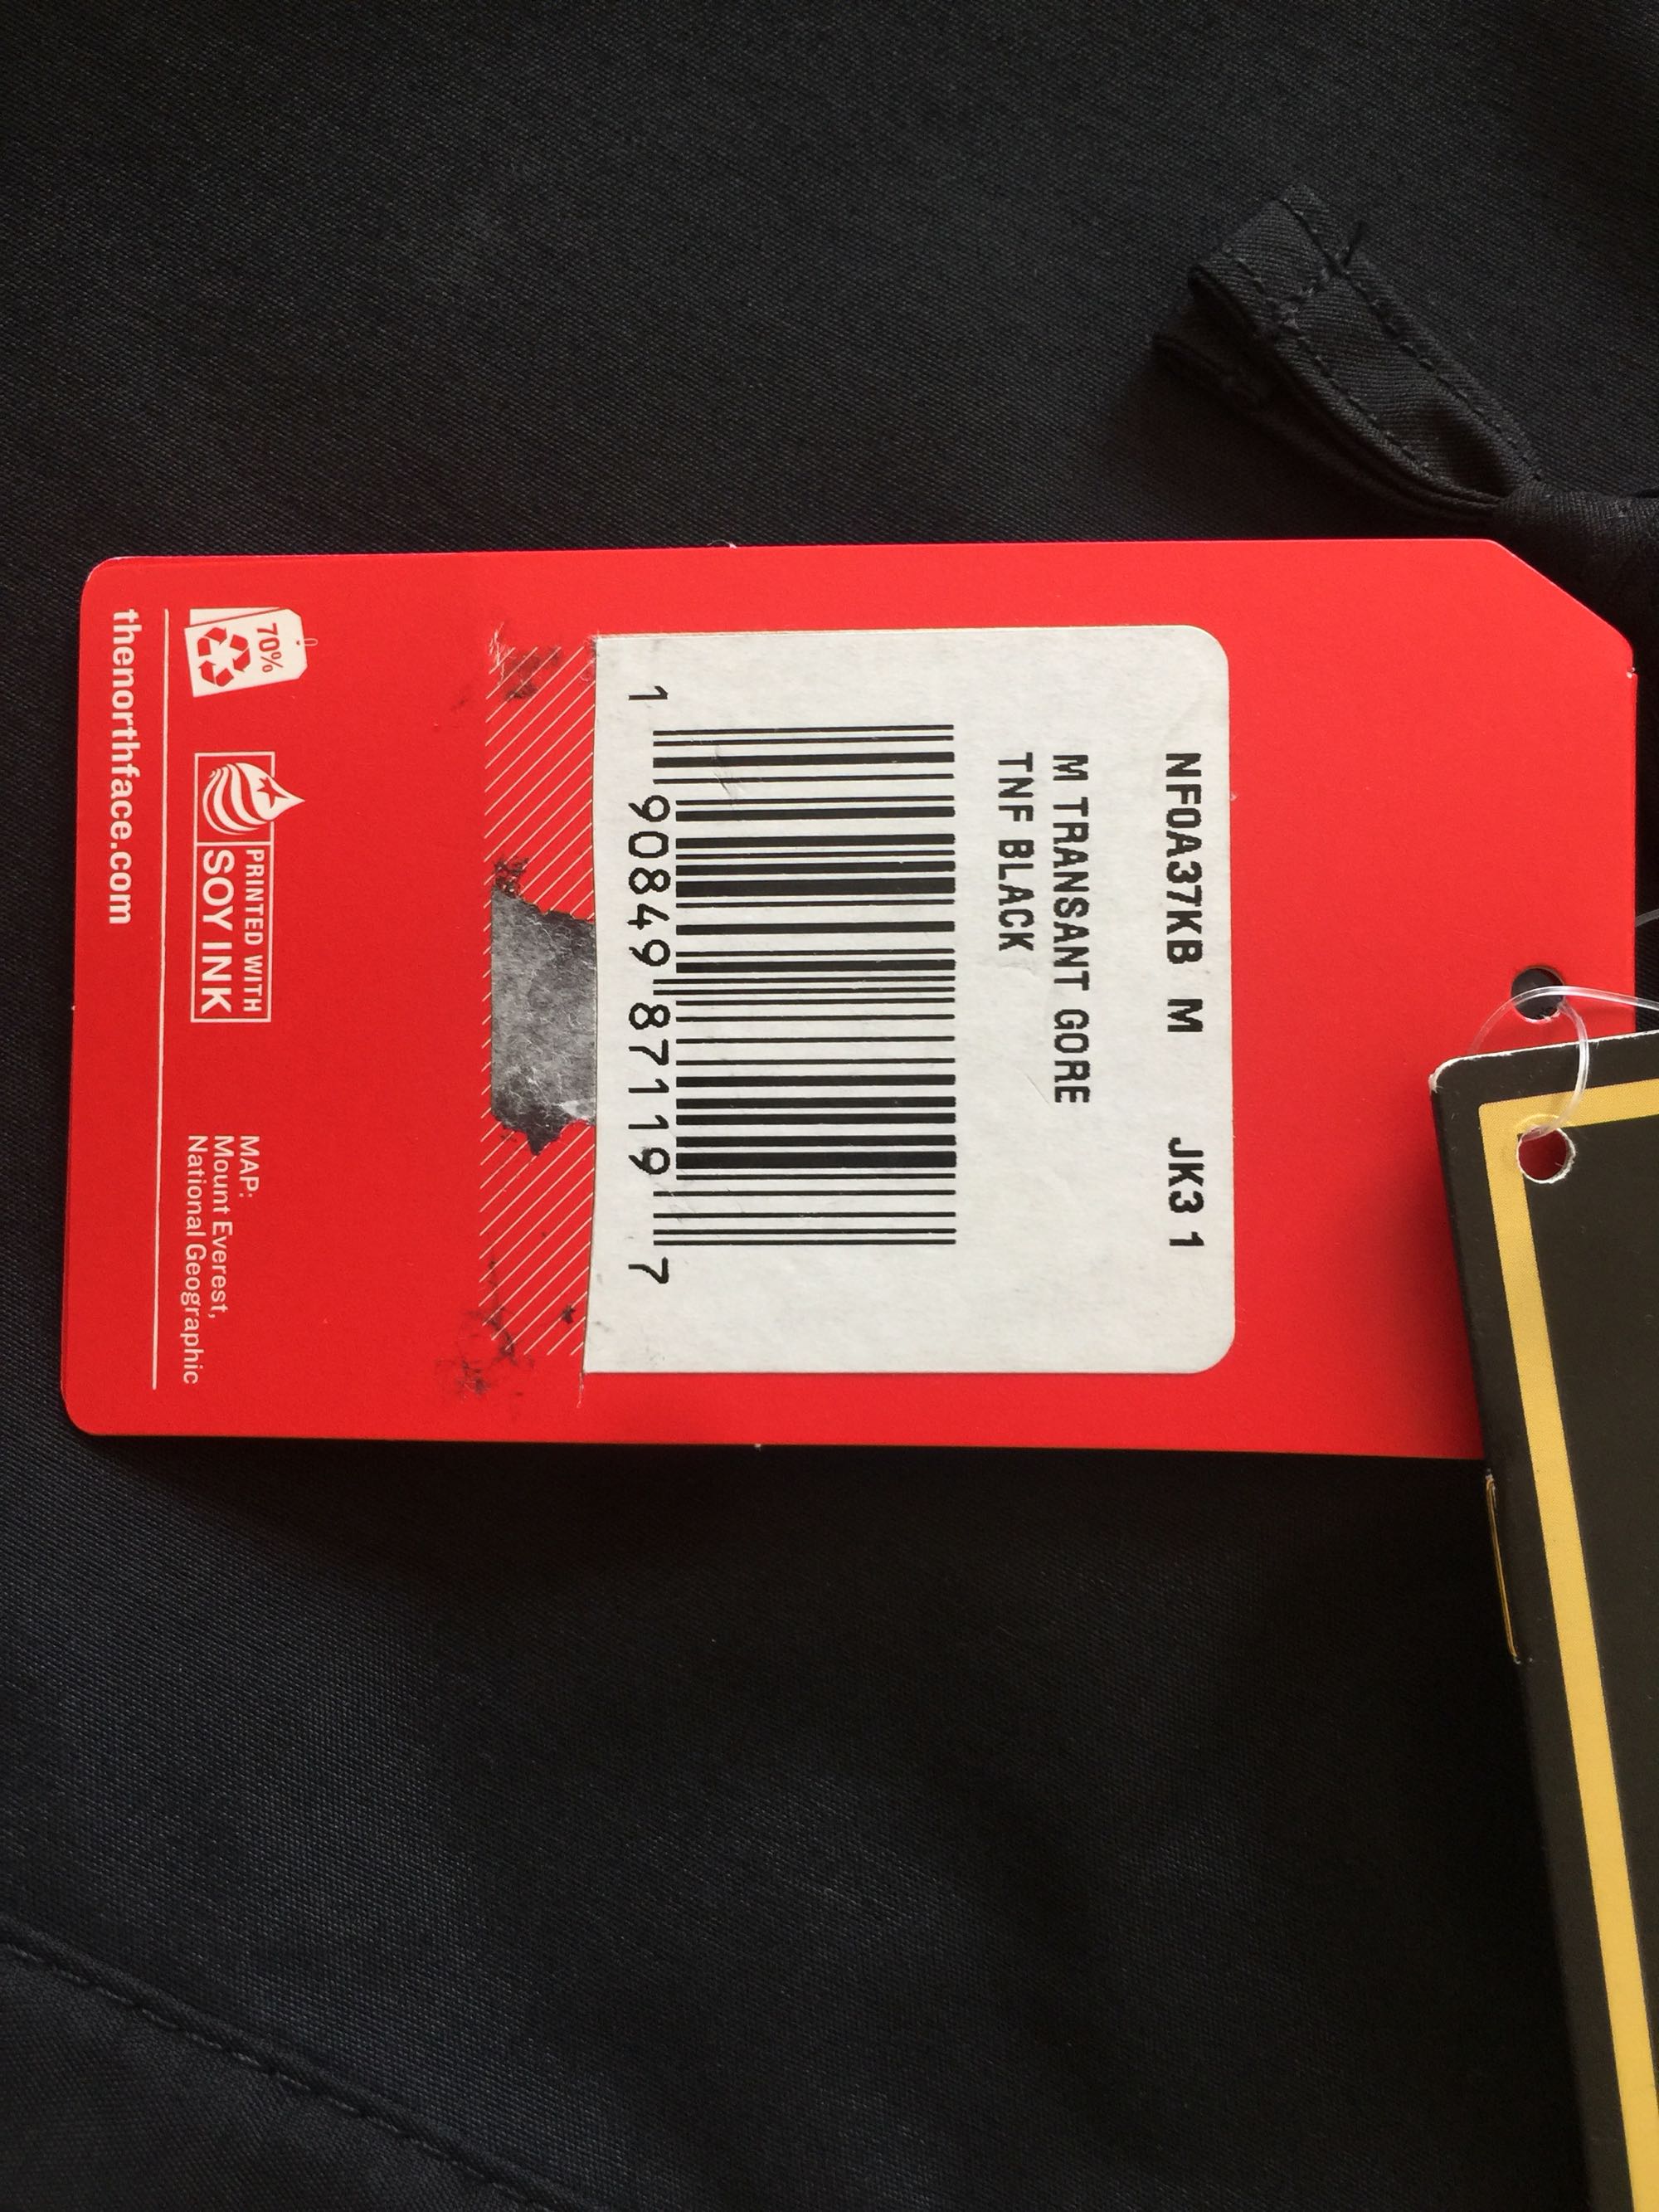 NF0A37KB M JK3 1
M TRANSANT GORE
TNF BLACK
1 90849 87119 7
70%
PRINTED WITH
SOY INK
MAP:
Mount Everest,
National Geographic
thenorthface.com